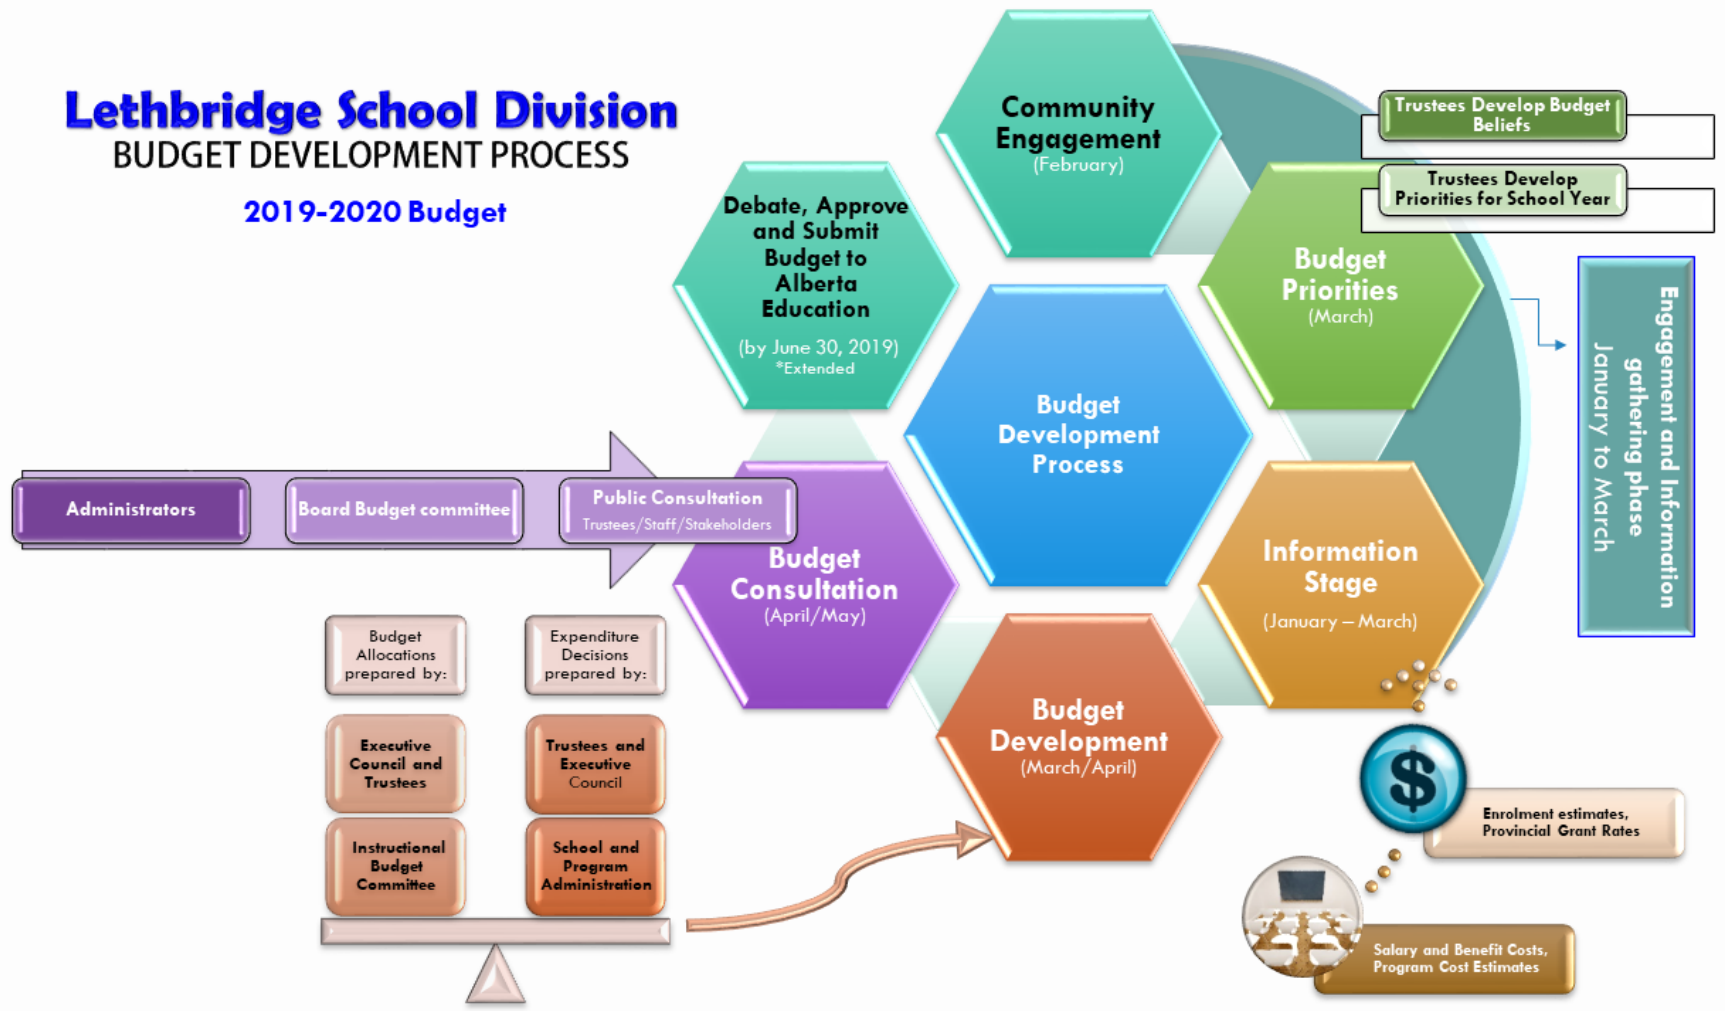 Lethbridge School Division
BUDGET DEVELOPMENT PROCESS
2019-2020 Budget
Community
Engagement
(February)
Trustees Develop Budget
Beliefs
Trustees Develop
Priorities for School Year
Budget
Priorities
(March)
Engagement and Information
gathering phase
January to March
Debate, Approve
and Submit
Budget to
Alberta
Education
(by June 30, 2019)
*Extended
Budget
Development
Process
Administrators
Board Budget committee
Public Consultation
Trustees/Staff/Stakeholders
Budget
Consultation
(April/May)
Information
Stage
(January – March)
Budget
Allocations
prepared by:
Expenditure
Decisions
prepared by:
Executive
Council and
Trustees
Trustees and
Executive
Council
Instructional
Budget
Committee
School and
Program
Administration
Budget
Development
(March/April)
$
Enrolment estimates,
Provincial Grant Rates
Salary and Benefit Costs,
Program Cost Estimates